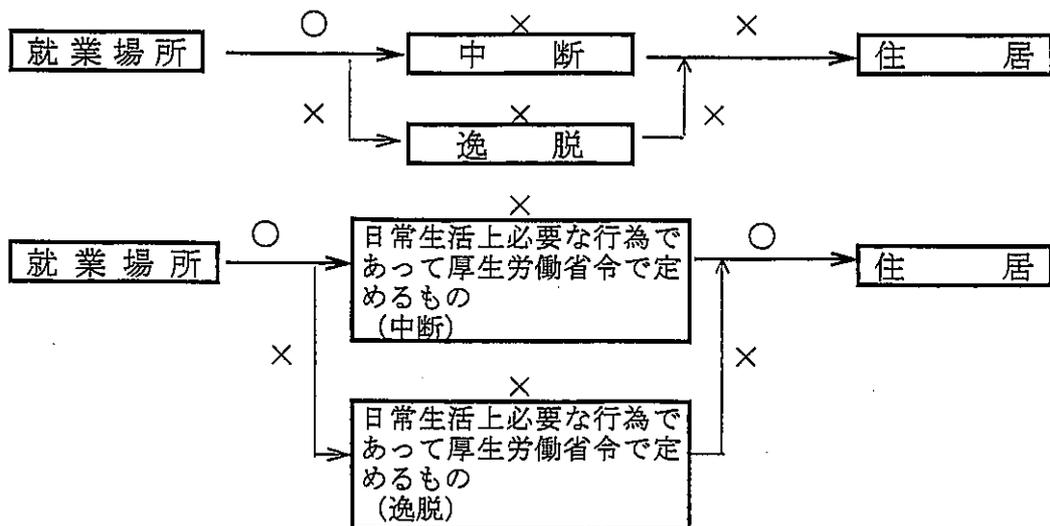 ○ × ×
就業場所 中断 住居
× × ×
逸脱
×
○ 日常生活上必要な行為で ○
就業場所 あって厚生労働省令で定 住居
めるもの
(中断)
× × ×
日常生活上必要な行為で
あって厚生労働省令で定
めるもの
(逸脱)